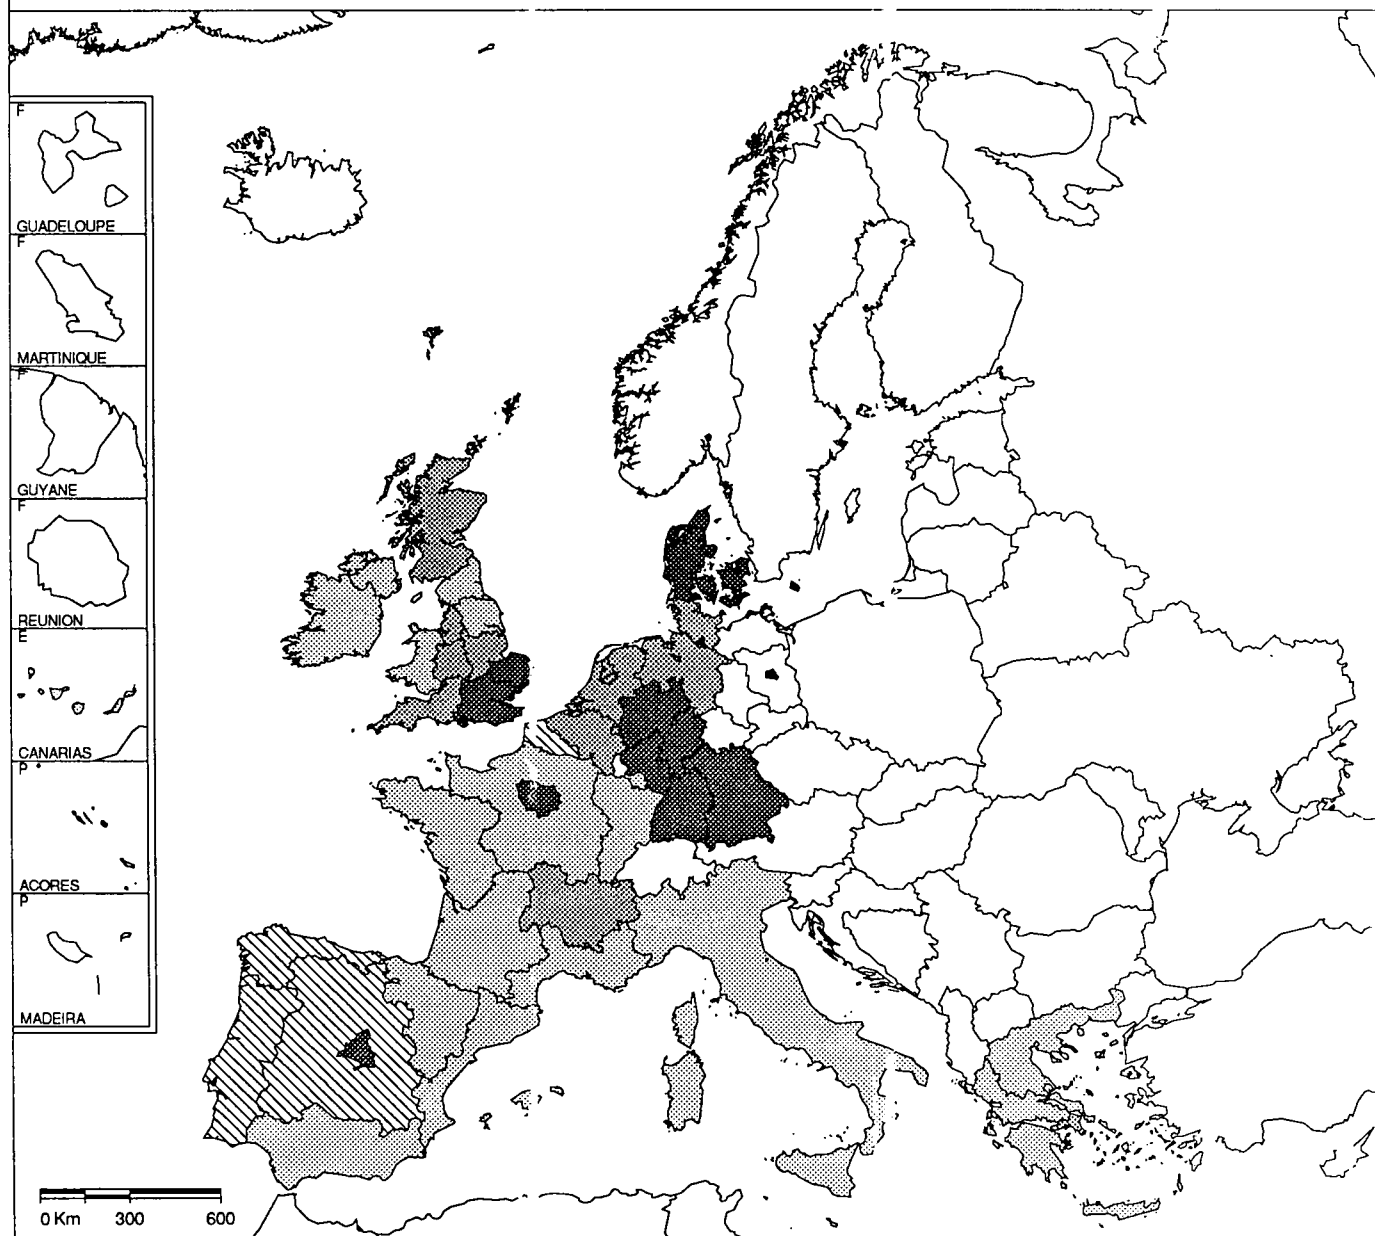 F
GUADELOUPE
F
MARTINIQUE
F
GUYANE
F
REUNION
E
CANARIAS
P
ACORES
P
MADEIRA
0 Km 300 600